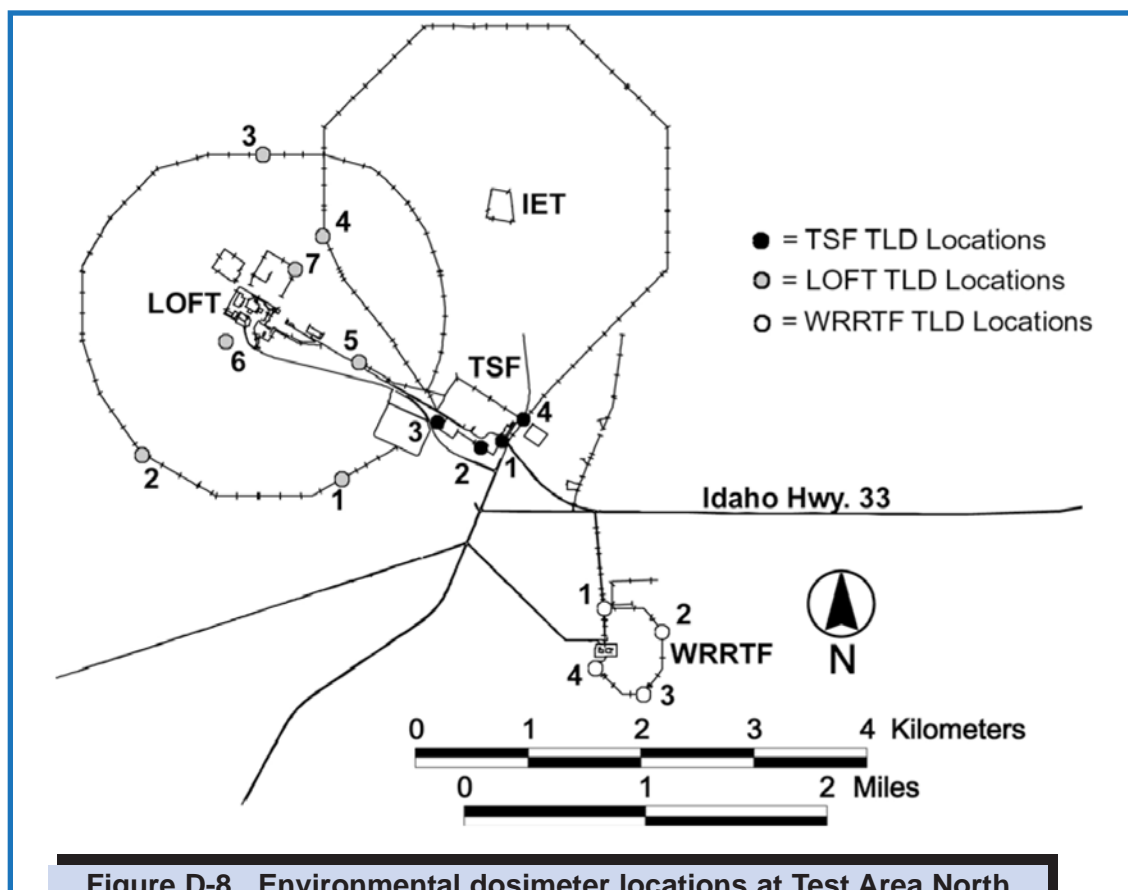 3
4
IET
7
LOFT
6
5
TSF
4
3
2
1
2
1
● = TSF TLD Locations
● = LOFT TLD Locations
○ = WRRTF TLD Locations
Idaho Hwy. 33
1
2
WRRTF
4
3
N
0 1 2 3 4 Kilometers
0 1 2 Miles
Figure D-8. Environmental dosimeter locations at Test Area North